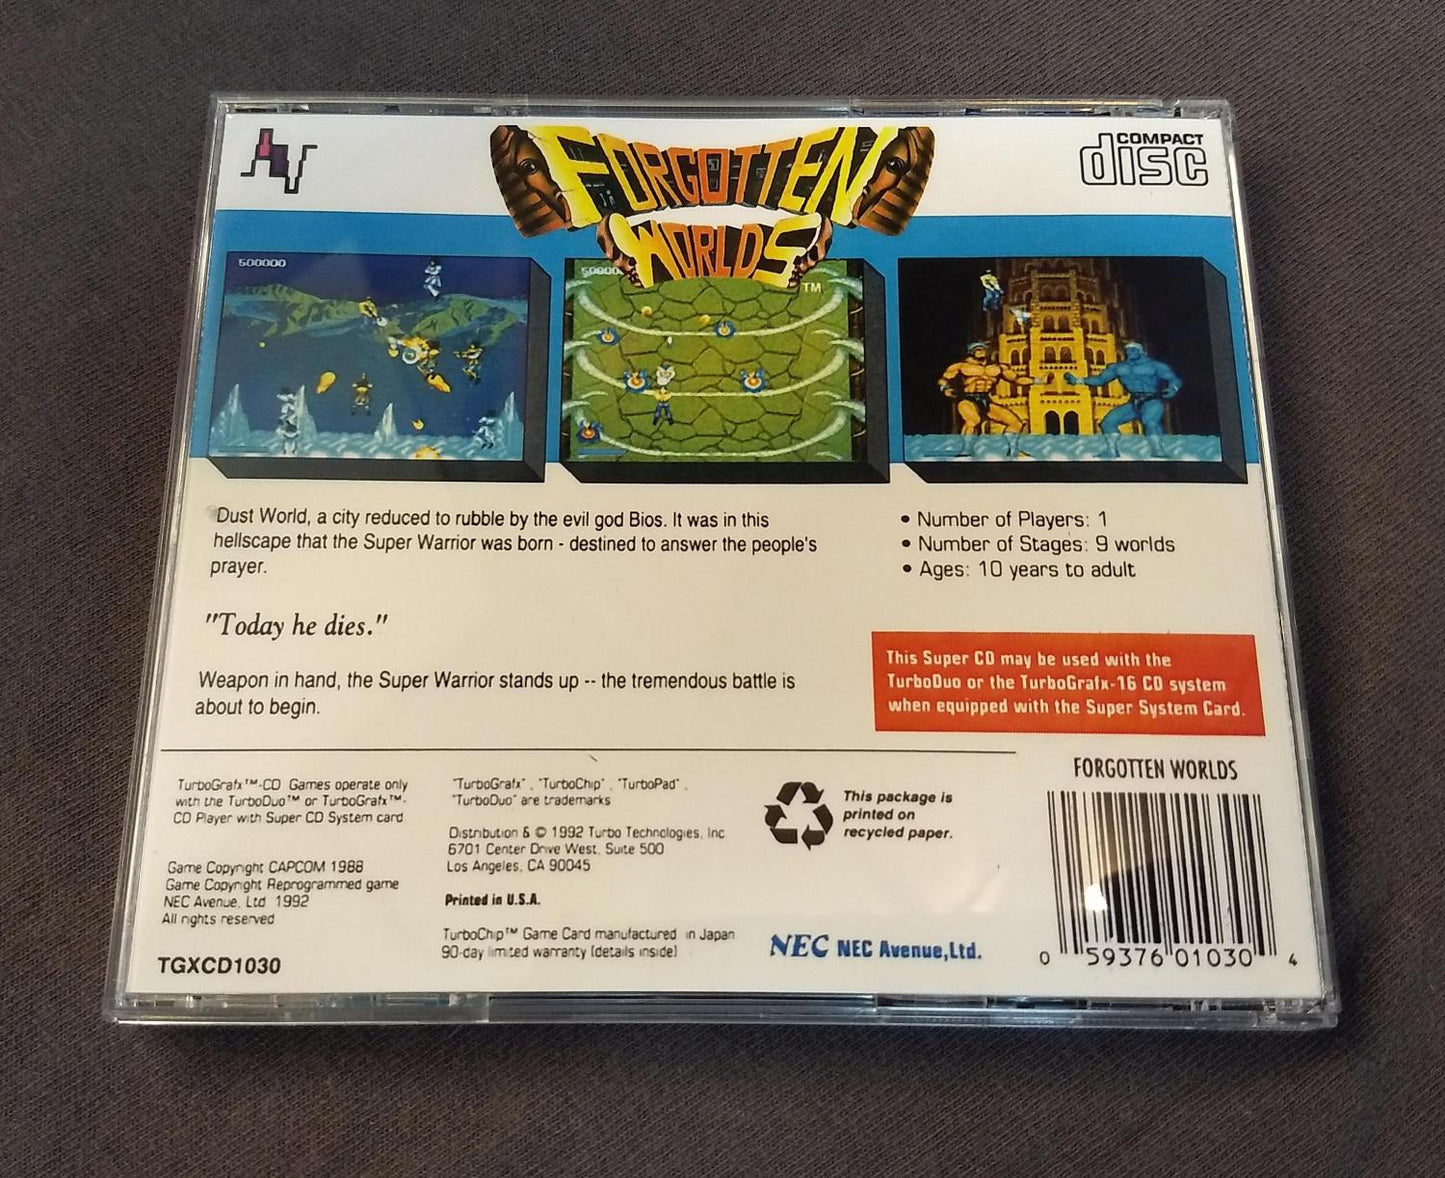 AV
FORGOTTEN
WORLDS
TM
COMPACT
disc
500000
50000
Dust World, a city reduced to rubble by the evil god Bios. It was in this
hellscape that the Super Warrior was born - destined to answer the people's
prayer.
"Today he dies."
Weapon in hand, the Super Warrior stands up -- the tremendous battle is
about to begin.
• Number of Players: 1
• Number of Stages: 9 worlds
• Ages: 10 years to adult
This Super CD may be used with the
TurboDuo or the TurboGrafx-16 CD system
when equipped with the Super System Card.
TurboGrafx™-CD Games operate only
with the TurboDuo™ or TurboGrafx™-
CD Player with Super CD System card
Game Copyright CAPCOM 1988
Game Copyright Reprogrammed game
NEC Avenue, Ltd 1992
All rights reserved
TGXCD1030
"TurboGrafx", "TurboChip", "TurboPad",
"TurboDuo" are trademarks
Distribution & © 1992 Turbo Technologies, Inc
6701 Center Drive West, Suite 500
Los Angeles, CA 90045
Printed in U.S.A.
TurboChip™ Game Card manufactured in Japan
90-day limited warranty (details inside)
This package is
printed on
recycled paper.
NEC NEC Avenue,Ltd.
FORGOTTEN WORLDS
0 59376 01030 4